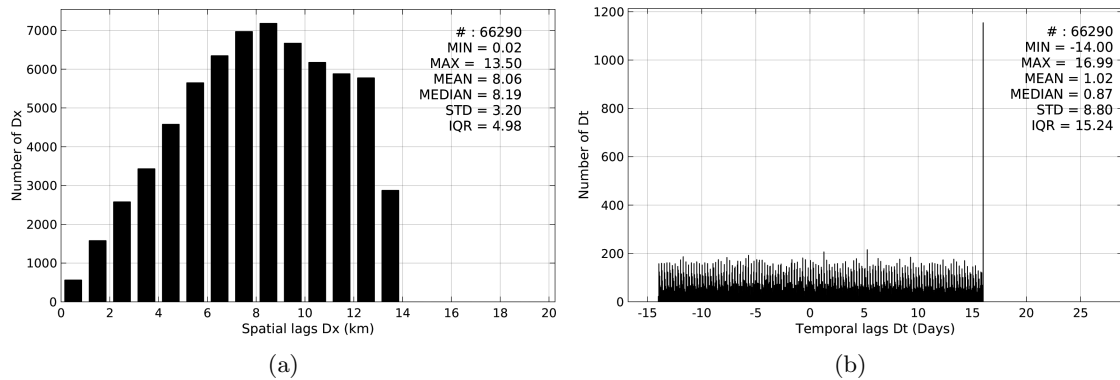 7000
6000
5000
4000
3000
2000
1000
0
Number of Dx
# : 66290
MIN = 0.02
MAX = 13.50
MEAN = 8.06
MEDIAN = 8.19
STD = 3.20
IQR = 4.98
0 2 4 6 8 10 12 14 16 18 20
Spatial lags Dx (km)
(a)
1200
1000
800
600
400
200
0
Number of Dt
# : 66290
MIN = -14.00
MAX = 16.99
MEAN = 1.02
MEDIAN = 0.87
STD = 8.80
IQR = 15.24
-15 -10 -5 0 5 10 15 20 25
Temporal lags Dt (Days)
(b)